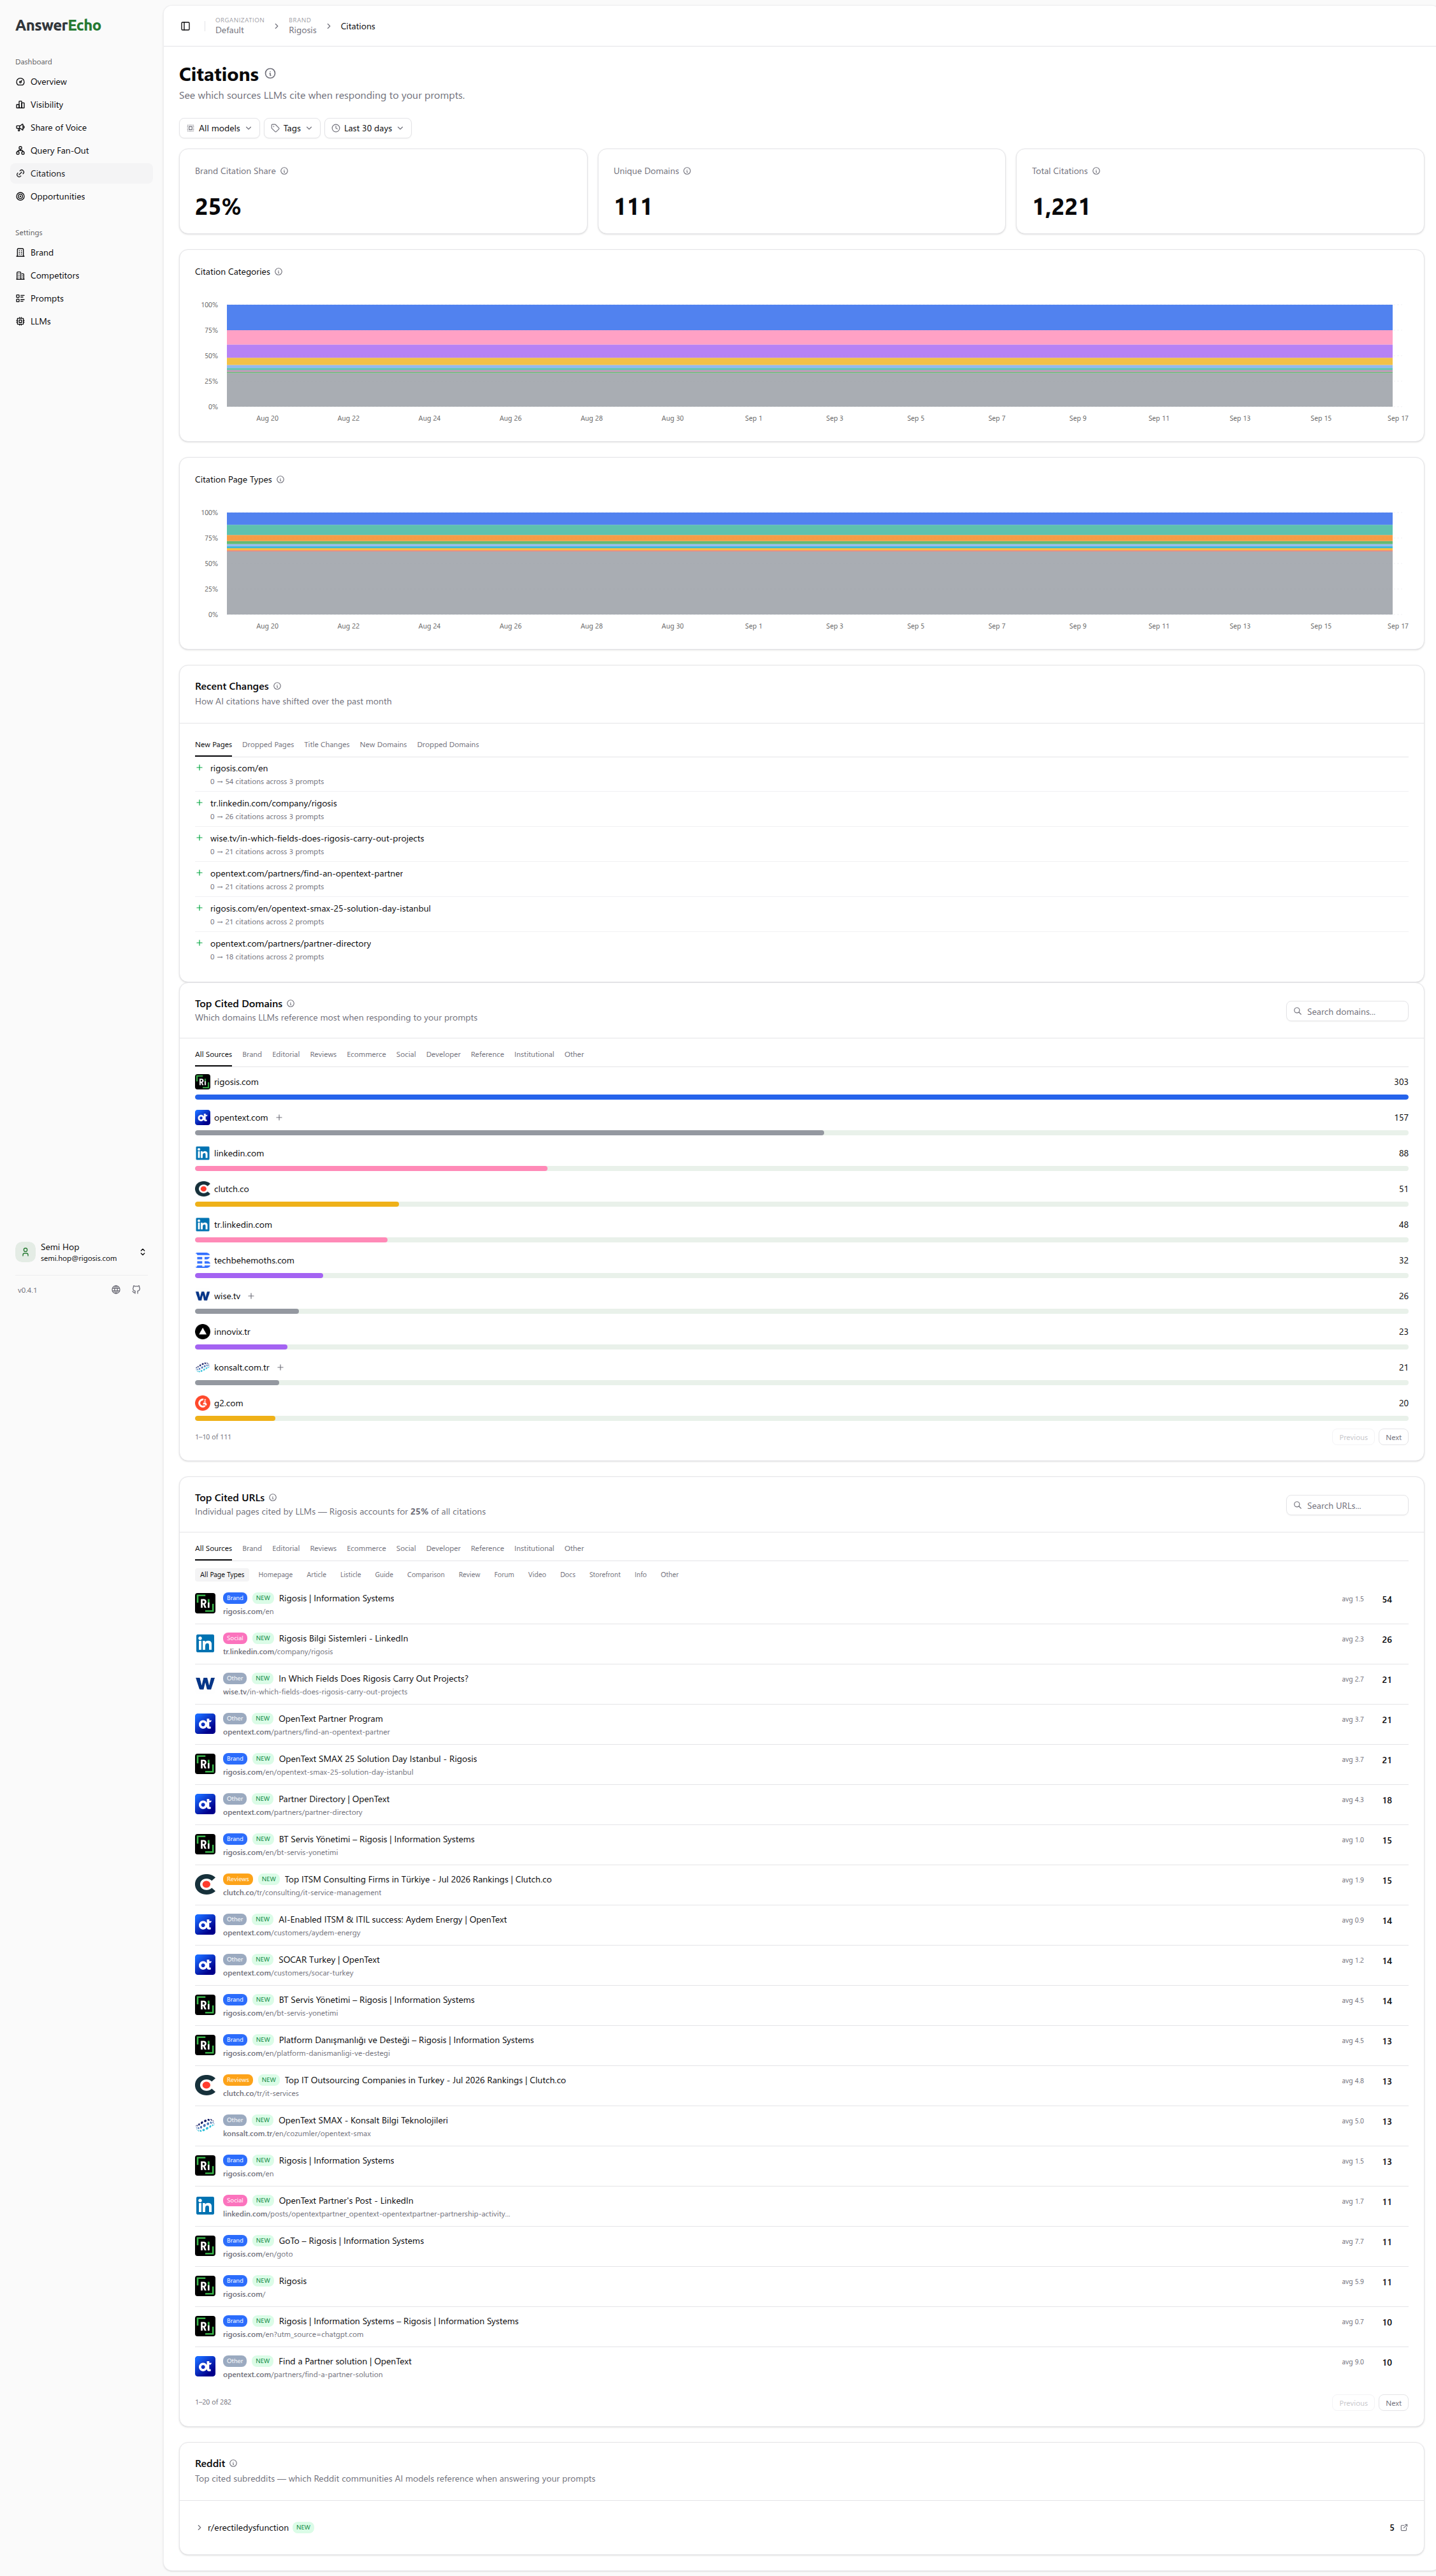 AnswerEcho
Dashboard
Overview
Visibility
Share of Voice
Query Fan-Out
Citations
Opportunities
Settings
Brand
Competitors
Prompts
LLMs
Semi Hop
semi.hop@rigosis.com
v0.4.1
ORGANIZATION
Default
BRAND
Rigosis
Citations
Citations
See which sources LLMs cite when responding to your prompts.
All models
Tags
Last 30 days
Brand Citation Share
25%
Unique Domains
111
Total Citations
1,221
Citation Categories
100%
75%
50%
25%
0%
Aug 20 Aug 22 Aug 24 Aug 26 Aug 28 Aug 30 Sep 1 Sep 3 Sep 5 Sep 7 Sep 9 Sep 11 Sep 13 Sep 15 Sep 17
Citation Page Types
100%
75%
50%
25%
0%
Aug 20 Aug 22 Aug 24 Aug 26 Aug 28 Aug 30 Sep 1 Sep 3 Sep 5 Sep 7 Sep 9 Sep 11 Sep 13 Sep 15 Sep 17
Recent Changes
How AI citations have shifted over the past month
New Pages Dropped Pages Title Changes New Domains Dropped Domains
+ rigosis.com/en
0 → 54 citations across 3 prompts
+ tr.linkedin.com/company/rigosis
0 → 26 citations across 3 prompts
+ wise.tv/in-which-fields-does-rigosis-carry-out-projects
0 → 21 citations across 3 prompts
+ opentext.com/partners/find-an-opentext-partner
0 → 21 citations across 2 prompts
+ rigosis.com/en/opentext-smax-25-solution-day-istanbul
0 → 21 citations across 2 prompts
+ opentext.com/partners/partner-directory
0 → 18 citations across 2 prompts
Top Cited Domains
Which domains LLMs reference most when responding to your prompts
Search domains...
All Sources Brand Editorial Reviews Ecommerce Social Developer Reference Institutional Other
rigosis.com 303
opentext.com + 157
linkedin.com 88
clutch.co 51
tr.linkedin.com 48
techbehemoths.com 32
wise.tv + 26
innovix.tr 23
konsalt.com.tr + 21
g2.com 20
1–10 of 111 Previous Next
Top Cited URLs
Individual pages cited by LLMs — Rigosis accounts for 25% of all citations
Search URLs...
All Sources Brand Editorial Reviews Ecommerce Social Developer Reference Institutional Other
All Page Types Homepage Article Listicle Guide Comparison Review Forum Video Docs Storefront Info Other
Brand NEW Rigosis | Information Systems avg 1.5 54
rigosis.com/en
Social NEW Rigosis Bilgi Sistemleri - LinkedIn avg 2.3 26
tr.linkedin.com/company/rigosis
Other NEW In Which Fields Does Rigosis Carry Out Projects? avg 2.7 21
wise.tv/in-which-fields-does-rigosis-carry-out-projects
Other NEW OpenText Partner Program avg 3.7 21
opentext.com/partners/find-an-opentext-partner
Brand NEW OpenText SMAX 25 Solution Day Istanbul - Rigosis avg 3.7 21
rigosis.com/en/opentext-smax-25-solution-day-istanbul
Other NEW Partner Directory | OpenText avg 4.3 18
opentext.com/partners/partner-directory
Brand NEW BT Servis Yönetimi – Rigosis | Information Systems avg 1.0 15
rigosis.com/en/bt-servis-yonetimi
Reviews NEW Top ITSM Consulting Firms in Türkiye - Jul 2026 Rankings | Clutch.co avg 1.9 15
clutch.co/tr/consulting/it-service-management
Other NEW AI-Enabled ITSM & ITIL success: Aydem Energy | OpenText avg 0.9 14
opentext.com/customers/aydem-energy
Other NEW SOCAR Turkey | OpenText avg 1.2 14
opentext.com/customers/socar-turkey
Brand NEW BT Servis Yönetimi – Rigosis | Information Systems avg 4.5 14
rigosis.com/en/bt-servis-yonetimi
Brand NEW Platform Danışmanlığı ve Desteği – Rigosis | Information Systems avg 4.5 13
rigosis.com/en/platform-danismanligi-ve-destegi
Reviews NEW Top IT Outsourcing Companies in Turkey - Jul 2026 Rankings | Clutch.co avg 4.8 13
clutch.co/tr/it-services
Other NEW OpenText SMAX - Konsalt Bilgi Teknolojileri avg 5.0 13
konsalt.com.tr/en/cozumler/opentext-smax
Brand NEW Rigosis | Information Systems avg 1.5 13
rigosis.com/en
Social NEW OpenText Partner's Post - LinkedIn avg 1.7 11
linkedin.com/posts/opentextpartner_opentext-opentextpartner-partnership-activity...
Brand NEW GoTo – Rigosis | Information Systems avg 7.7 11
rigosis.com/en/goto
Brand NEW Rigosis avg 5.9 11
rigosis.com/
Brand NEW Rigosis | Information Systems – Rigosis | Information Systems avg 0.7 10
rigosis.com/en?utm_source=chatgpt.com
Other NEW Find a Partner solution | OpenText avg 9.0 10
opentext.com/partners/find-a-partner-solution
1–20 of 282 Previous Next
Reddit
Top cited subreddits — which Reddit communities AI models reference when answering your prompts
r/erectiledysfunction NEW 5